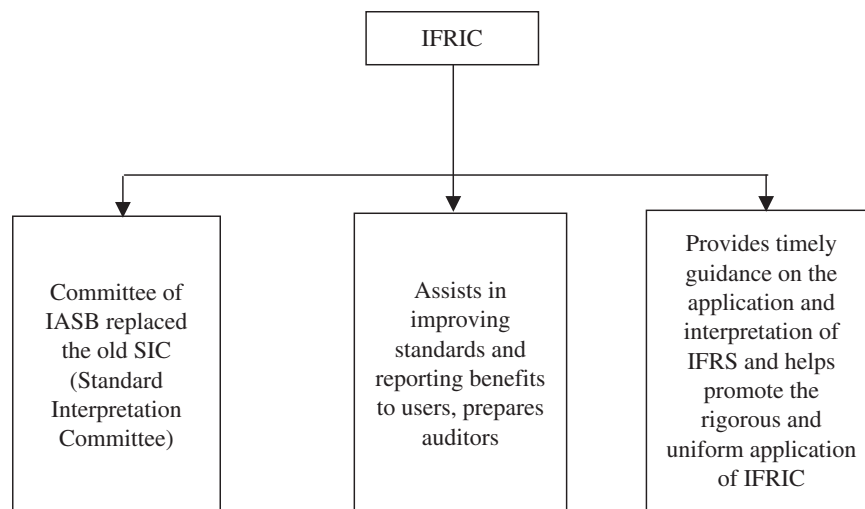 IFRIC
Committee of
IASB replaced
the old SIC
(Standard
Interpretation
Committee)
Assists in
improving
standards and
reporting benefits
to users, prepares
auditors
Provides timely
guidance on the
application and
interpretation of
IFRS and helps
promote the
rigorous and
uniform application
of IFRIC